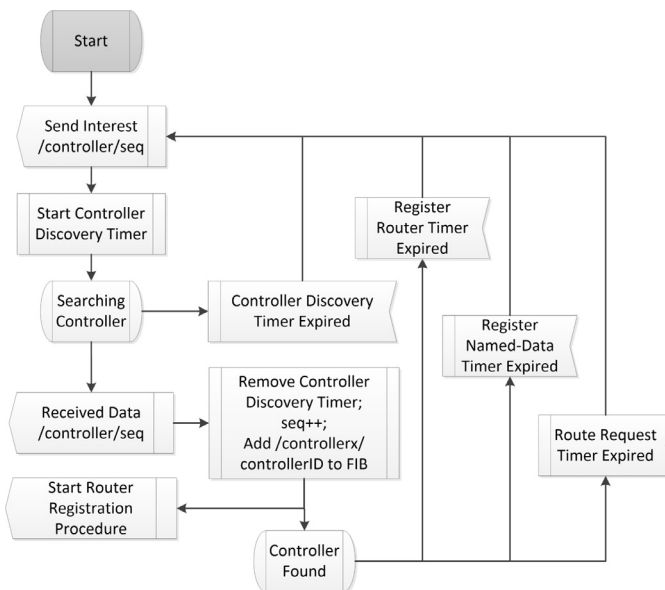 Start
Send Interest
/controller/seq
Start Controller
Discovery Timer
Searching
Controller
Controller Discovery
Timer Expired
Register
Router Timer
Expired
Register
Named-Data
Timer Expired
Route Request
Timer Expired
Received Data
/controller/seq
Remove Controller
Discovery Timer;
seq++;
Add /controllerx/
controllerID to FIB
Start Router
Registration
Procedure
Controller
Found